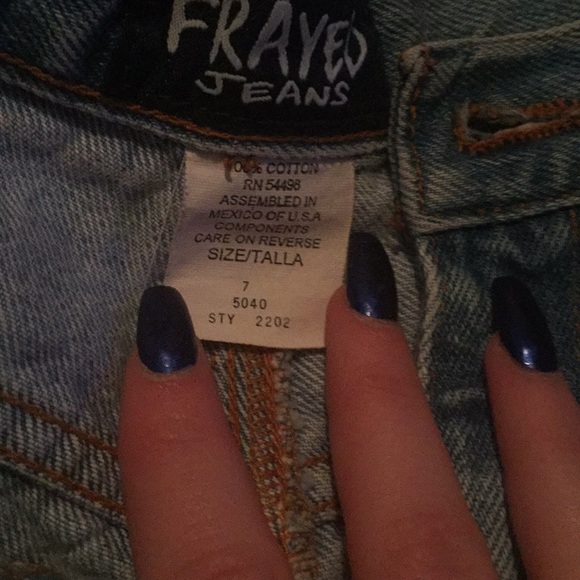 FRAYED
JEANS
100% COTTON
RN 54498
ASSEMBLED IN
MEXICO OF U.S.A
COMPONENTS
CARE ON REVERSE
SIZE/TALLA
7
5040
STY 2202